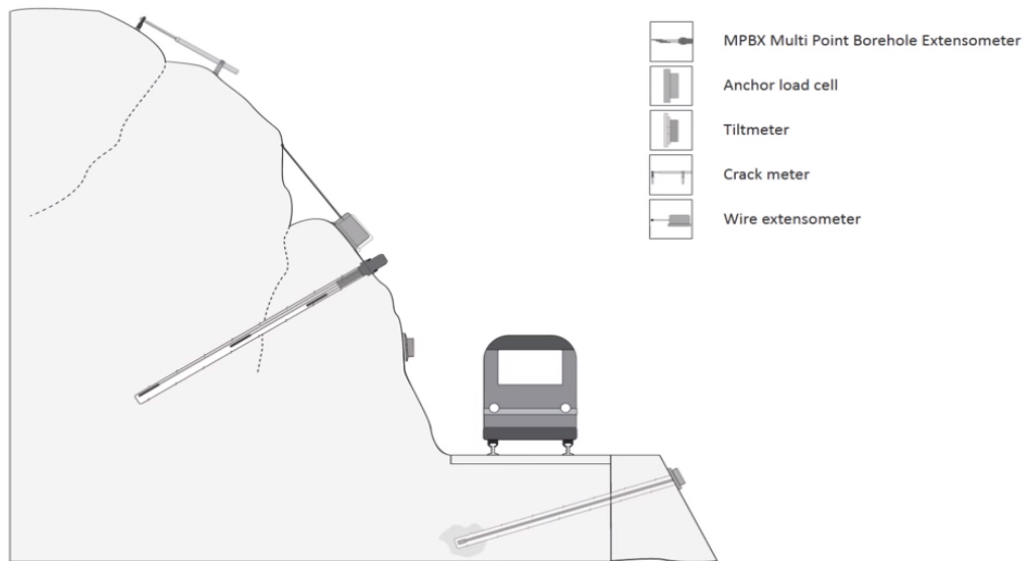 MPBX Multi Point Borehole Extensometer
Anchor load cell
Tiltmeter
Crack meter
Wire extensometer